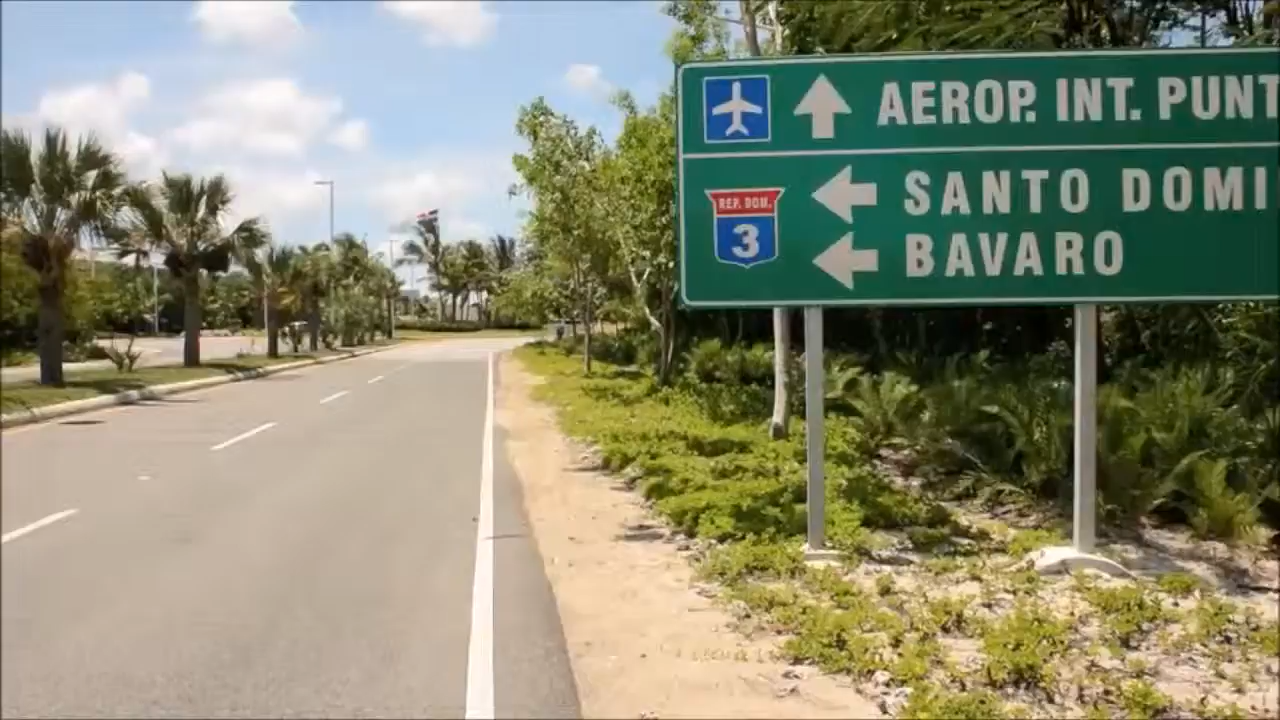 AEROP. INT. PUNT
REP. DOM.
3
SANTO DOMI
BAVARO